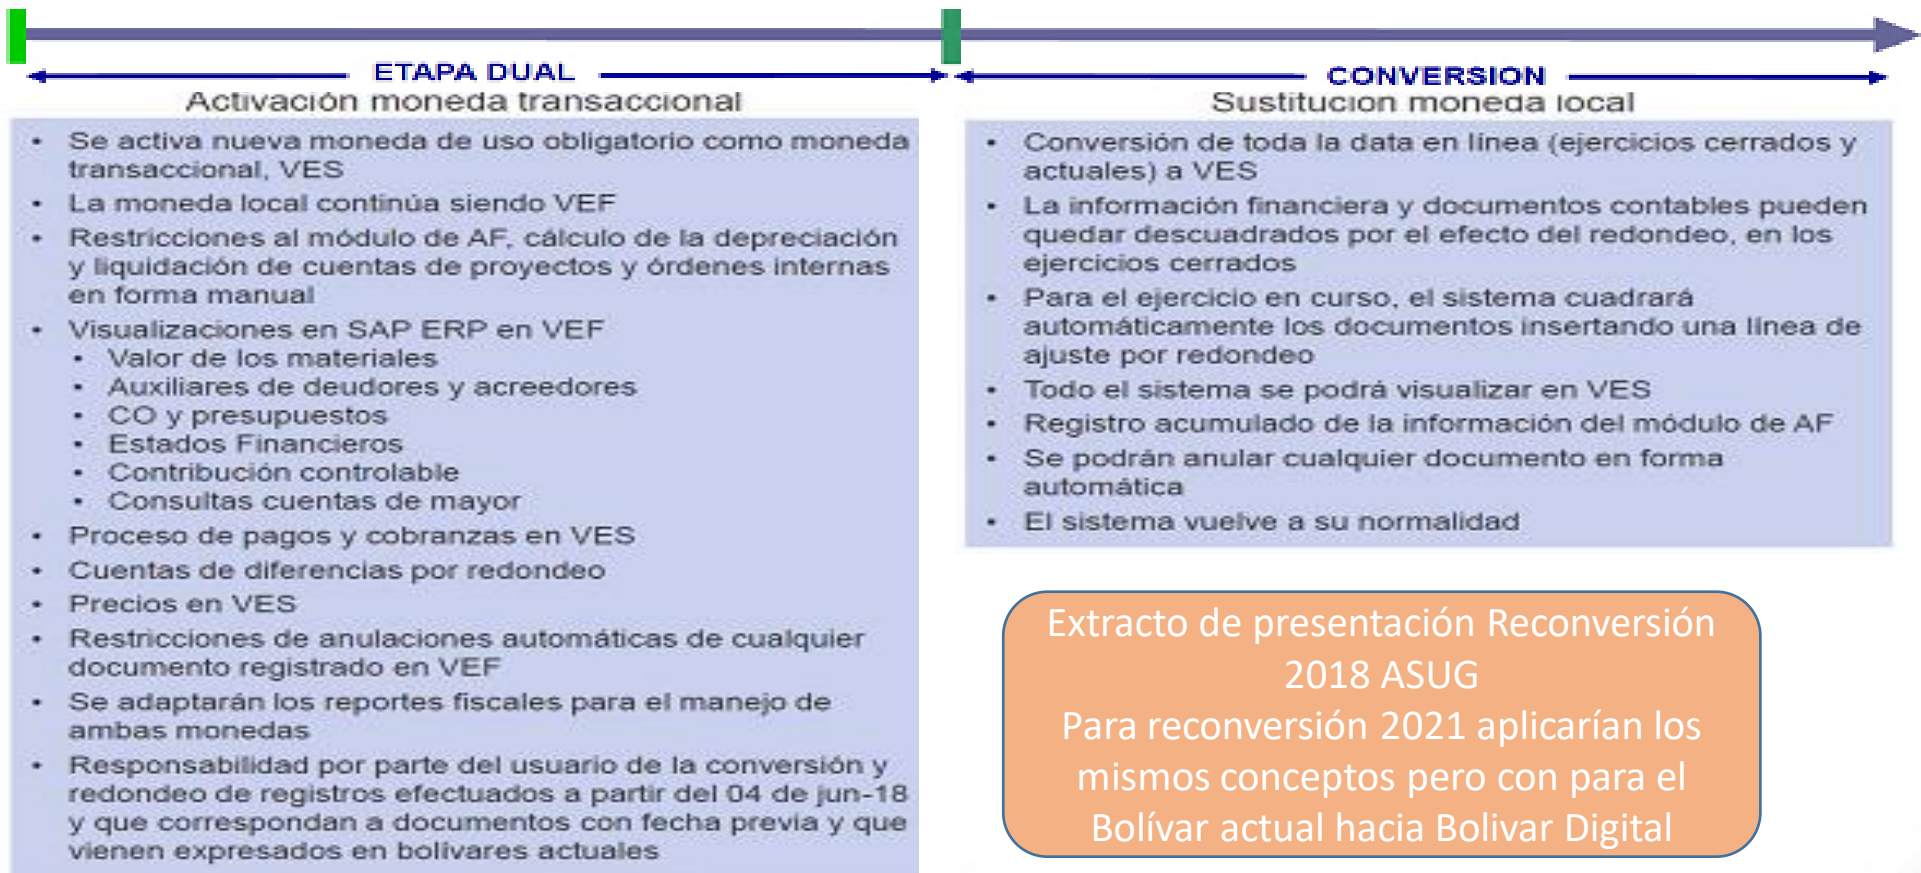 ETAPA DUAL
Activación moneda transaccional
• Se activa nueva moneda de uso obligatorio como moneda
transaccional, VES
• La moneda local continúa siendo VEF
• Restricciones al módulo de AF, cálculo de la depreciación
y liquidación de cuentas de proyectos y órdenes internas
en forma manual
• Visualizaciones en SAP ERP en VEF
• Valor de los materiales
• Auxiliares de deudores y acreedores
• CO y presupuestos
• Estados Financieros
• Contribución controlable
• Consultas cuentas de mayor
• Proceso de pagos y cobranzas en VES
• Cuentas de diferencias por redondeo
• Precios en VES
• Restricciones de anulaciones automáticas de cualquier
documento registrado en VEF
• Se adaptarán los reportes fiscales para el manejo de
ambas monedas
• Responsabilidad por parte del usuario de la conversión y
redondeo de registros efectuados a partir del 04 de jun-18
y que correspondan a documentos con fecha previa y que
vienen expresados en bolívares actuales
CONVERSION
Sustitución moneda local
• Conversión de toda la data en línea (ejercicios cerrados y
actuales) a VES
• La información financiera y documentos contables pueden
quedar descuadrados por el efecto del redondeo, en los
ejercicios cerrados
• Para el ejercicio en curso, el sistema cuadrará
automáticamente los documentos insertando una línea de
ajuste por redondeo
• Todo el sistema se podrá visualizar en VES
• Registro acumulado de la información del módulo de AF
• Se podrán anular cualquier documento en forma
automática
• El sistema vuelve a su normalidad
Extracto de presentación Reconversión
2018 ASUG
Para reconversión 2021 aplicarían los
mismos conceptos pero con para el
Bolívar actual hacia Bolivar Digital